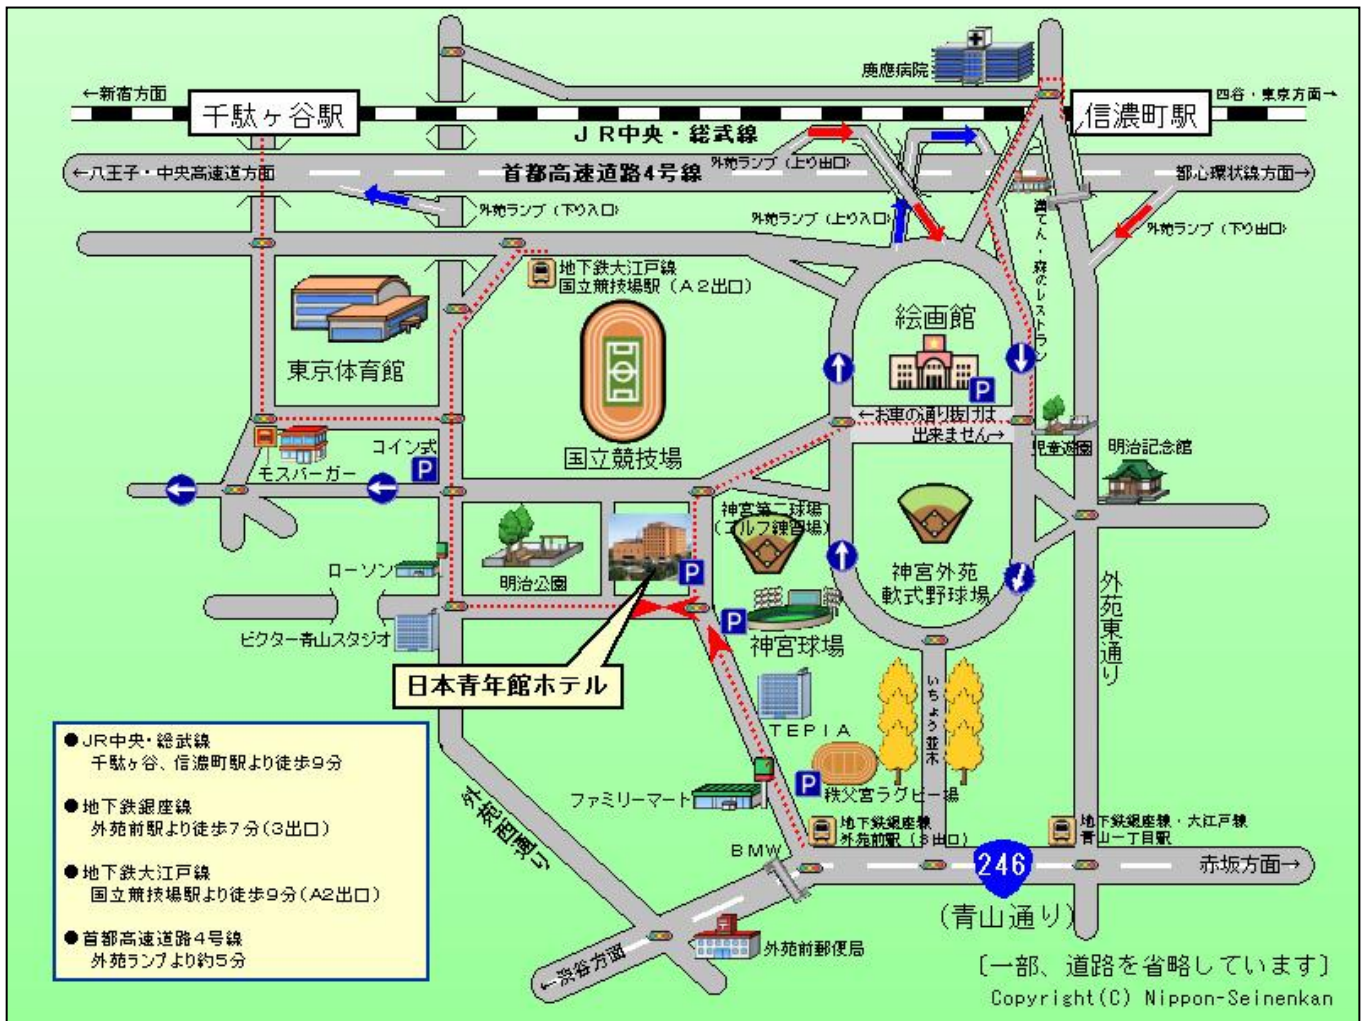 慶應病院
←新宿方面
四谷・東京方面→
千駄ヶ谷駅
信濃町駅
JR中央・総武線
外苑ランプ(上り出口)
←八王子・中央高速道方面
首都高速道路4号線
都心環状線方面→
外苑ランプ(下り入口)
外苑ランプ(上り入口)
外苑ランプ(下り出口)
満てん・森のレストラン
地下鉄大江戸線
国立競技場駅(A2出口)
絵画館
東京体育館
P
←お車の通り抜けは
出来ません→
コイン式
P
国立競技場
児童遊園
明治記念館
モスバーガー
神宮第二球場
(ゴルフ練習場)
ローソン
明治公園
P
神宮外苑
軟式野球場
外苑東通り
ビクター青山スタジオ
P
神宮球場
日本青年館ホテル
いちょう並木
TEPIA
●JR中央・総武線
千駄ヶ谷、信濃町駅より徒歩9分
●地下鉄銀座線
外苑前駅より徒歩7分(3出口)
●地下鉄大江戸線
国立競技場駅より徒歩9分(A2出口)
●首都高速道路4号線
外苑ランプより約5分
外苑西通り
ファミリーマート
P
秩父宮ラグビー場
地下鉄銀座線
外苑前駅(3出口)
地下鉄銀座線・大江戸線
青山一丁目駅
BMW
246
赤坂方面→
(青山通り)
←渋谷方面
外苑前郵便局
〔一部、道路を省略しています〕
Copyright(C) Nippon-Seinenkan